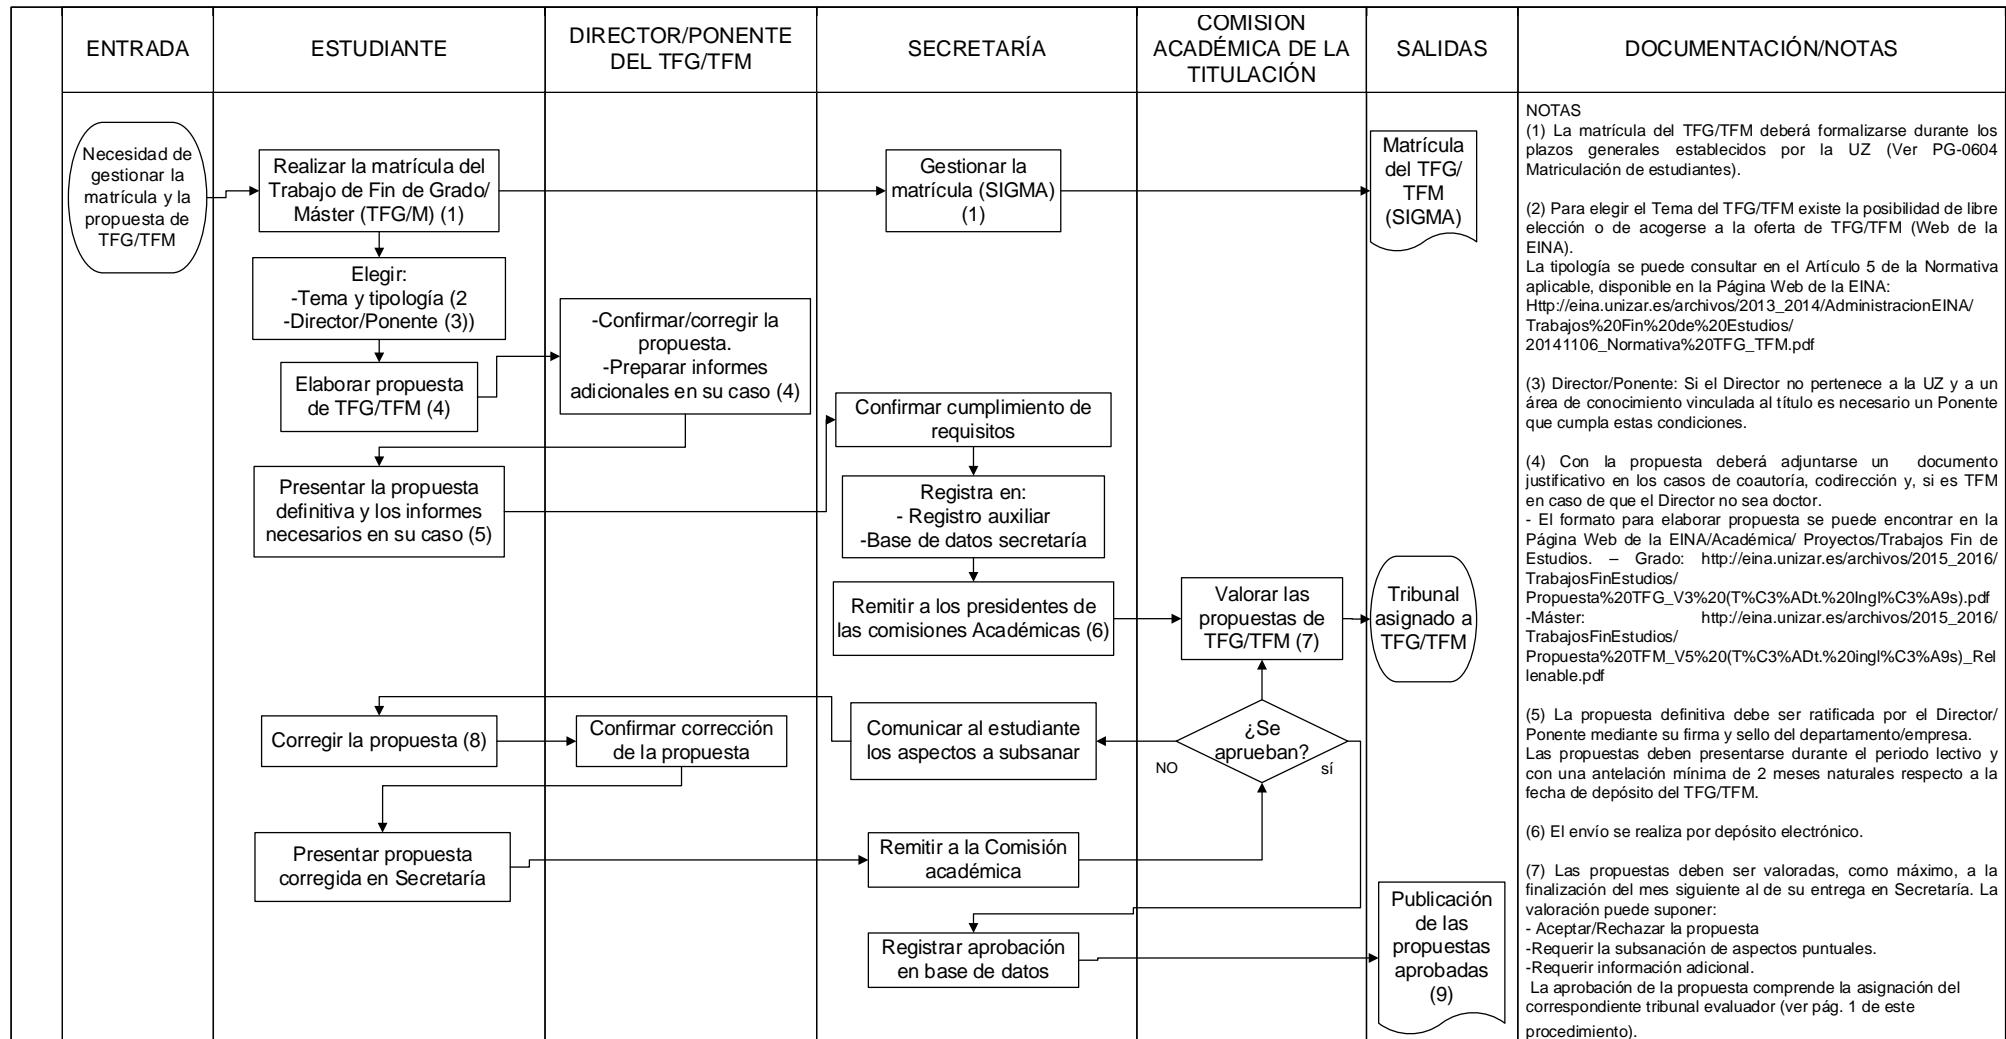 ENTRADA
ESTUDIANTE
DIRECTOR/PONENTE
DEL TFG/TFM
SECRETARÍA
COMISION
ACADÉMICA DE LA
TITULACIÓN
SALIDAS
DOCUMENTACIÓN/NOTAS
Necesidad de
gestionar la
matrícula y la
propuesta de
TFG/TFM
Realizar la matrícula del
Trabajo de Fin de Grado/
Máster (TFG/M) (1)
Gestionar la
matrícula (SIGMA)
(1)
Matrícula
del TFG/
TFM
(SIGMA)
Elegir:
-Tema y tipología (2
-Director/Ponente (3))
Elaborar propuesta
de TFG/TFM (4)
-Confirmar/corregir la
propuesta.
-Preparar informes
adicionales en su caso (4)
Presentar la propuesta
definitiva y los informes
necesarios en su caso (5)
Confirmar cumplimiento de
requisitos
Registra en:
- Registro auxiliar
-Base de datos secretaría
Remitir a los presidentes de
las comisiones Académicas (6)
Valorar las
propuestas de
TFG/TFM (7)
Tribunal
asignado a
TFG/TFM
¿Se
aprueban?
NO
sí
Comunicar al estudiante
los aspectos a subsanar
Corregir la propuesta (8)
Confirmar corrección
de la propuesta
Presentar propuesta
corregida en Secretaría
Remitir a la Comisión
académica
Registrar aprobación
en base de datos
Publicación
de las
propuestas
aprobadas
(9)
NOTAS
(1) La matrícula del TFG/TFM deberá formalizarse durante los
plazos generales establecidos por la UZ (Ver PG-0604
Matriculación de estudiantes).
(2) Para elegir el Tema del TFG/TFM existe la posibilidad de libre
elección o de acogerse a la oferta de TFG/TFM (Web de la
EINA).
La tipología se puede consultar en el Artículo 5 de la Normativa
aplicable, disponible en la Página Web de la EINA:
Http://eina.unizar.es/archivos/2013_2014/AdministracionEINA/
Trabajos%20Fin%20de%20Estudios/
20141106_Normativa%20TFG_TFM.pdf
(3) Director/Ponente: Si el Director no pertenece a la UZ y a un
área de conocimiento vinculada al título es necesario un Ponente
que cumpla estas condiciones.
(4) Con la propuesta deberá adjuntarse un documento
justificativo en los casos de coautoría, codirección y, si es TFM
en caso de que el Director no sea doctor.
- El formato para elaborar propuesta se puede encontrar en la
Página Web de la EINA/Académica/ Proyectos/Trabajos Fin de
Estudios. – Grado: http://eina.unizar.es/archivos/2015_2016/
TrabajosFinEstudios/
Propuesta%20TFG_V3%20(T%C3%ADt.%20Ingl%C3%A9s).pdf
-Máster: http://eina.unizar.es/archivos/2015_2016/
TrabajosFinEstudios/
Propuesta%20TFM_V5%20(T%C3%ADt.%20ingl%C3%A9s)_Rel
lenable.pdf
(5) La propuesta definitiva debe ser ratificada por el Director/
Ponente mediante su firma y sello del departamento/empresa.
Las propuestas deben presentarse durante el periodo lectivo y
con una antelación mínima de 2 meses naturales respecto a la
fecha de depósito del TFG/TFM.
(6) El envío se realiza por depósito electrónico.
(7) Las propuestas deben ser valoradas, como máximo, a la
finalización del mes siguiente al de su entrega en Secretaría. La
valoración puede suponer:
- Aceptar/Rechazar la propuesta
-Requerir la subsanación de aspectos puntuales.
-Requerir información adicional.
La aprobación de la propuesta comprende la asignación del
correspondiente tribunal evaluador (ver pág. 1 de este
procedimiento).